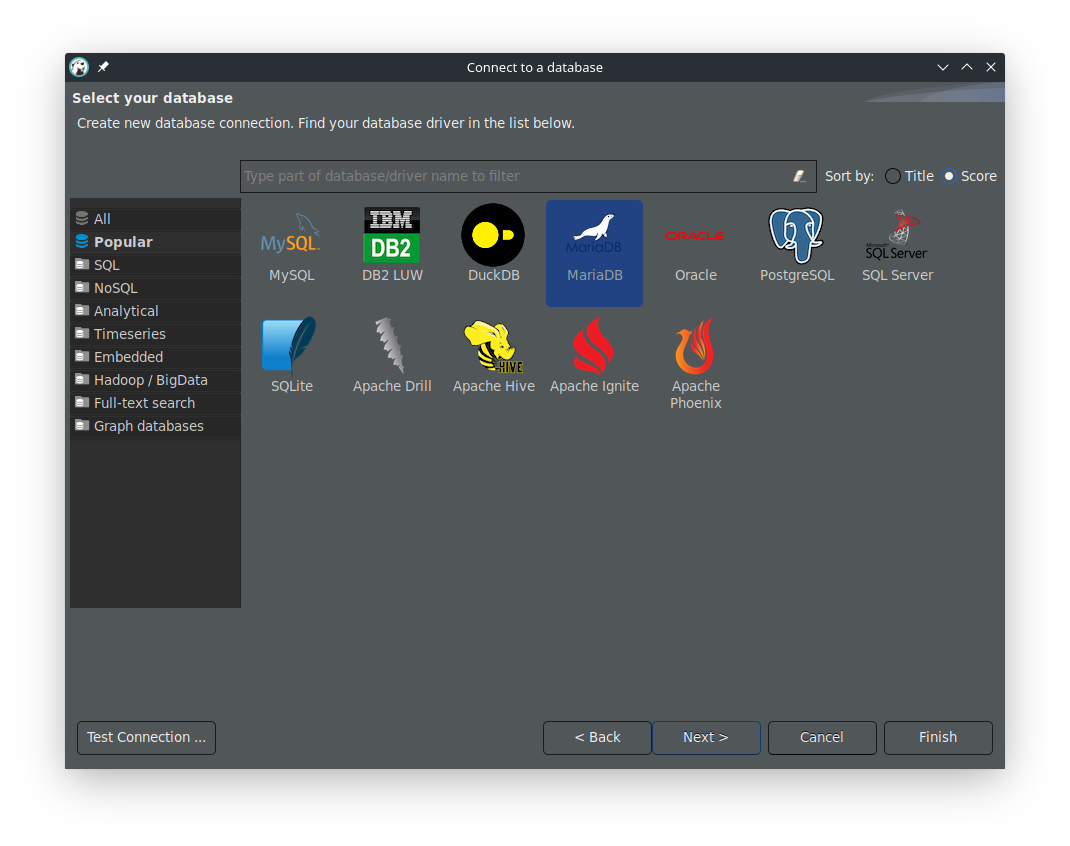 Connect to a database
Select your database
Create new database connection. Find your database driver in the list below.
Type part of database/driver name to filter
Sort by: Title Score
All
Popular
SQL
NoSQL
Analytical
Timeseries
Embedded
Hadoop / BigData
Full-text search
Graph databases
MySQL
MySQL
IBM
DB2
DB2 LUW
DuckDB
MariaDB
MariaDB
ORACLE
Oracle
PostgreSQL
Microsoft
SQL Server
SQL Server
SQLite
Apache Drill
HIVE
Apache Hive
Apache Ignite
Apache
Phoenix
Test Connection ...
< Back
Next >
Cancel
Finish